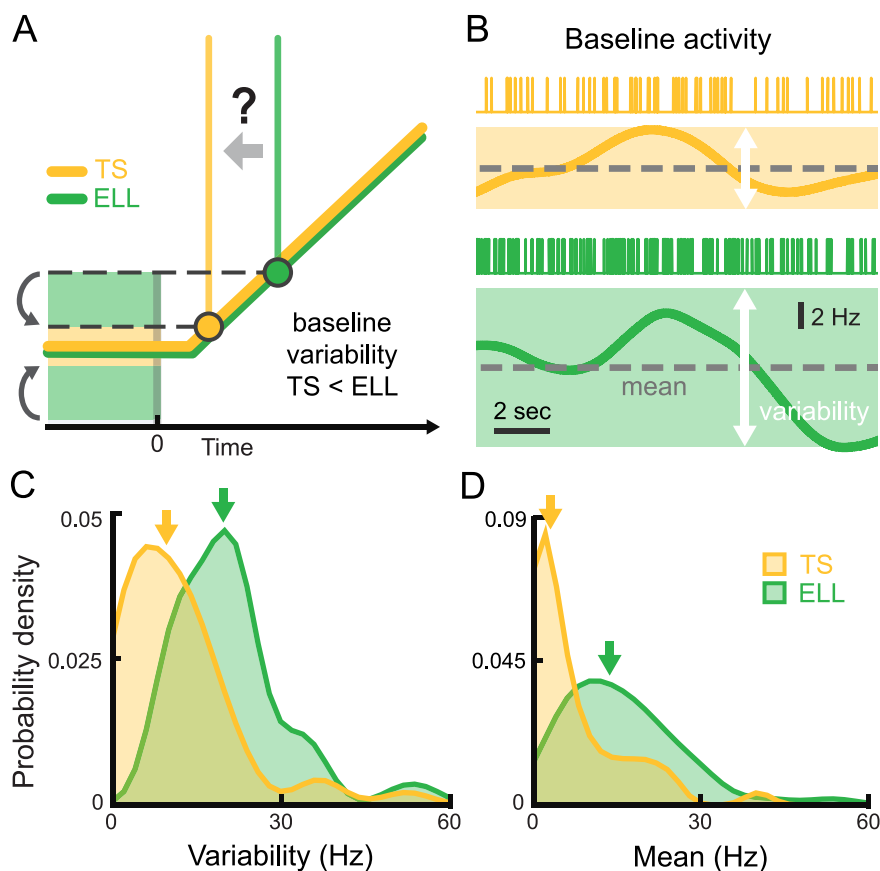 A
?
TS
ELL
baseline
variability
TS < ELL
0
Time
B
Baseline activity
2 Hz
mean
2 sec
variability
C
Probability density
0.05
0.025
0
0
30
60
Variability (Hz)
D
0.09
0.045
0
TS
ELL
0
30
60
Mean (Hz)